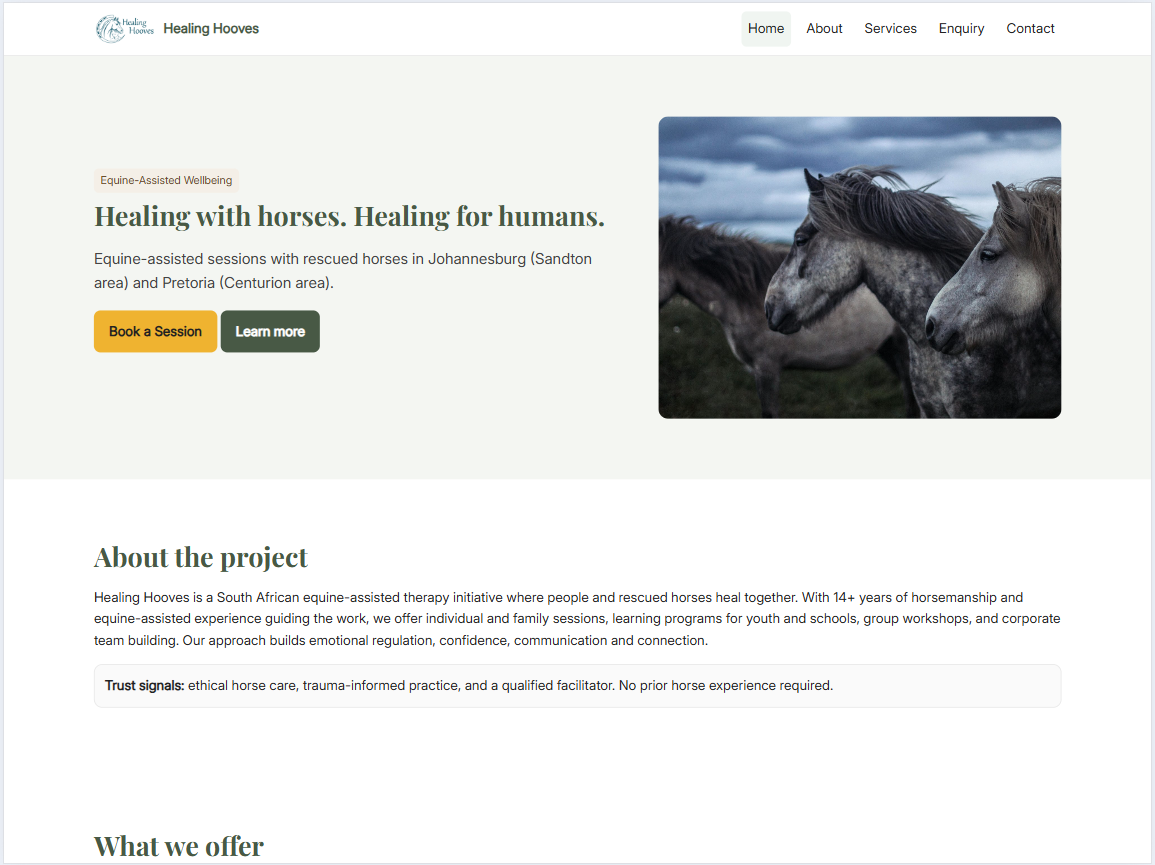 Healing
Hooves
Healing Hooves
Home
About
Services
Enquiry
Contact
Equine-Assisted Wellbeing
Healing with horses. Healing for humans.
Equine-assisted sessions with rescued horses in Johannesburg (Sandton
area) and Pretoria (Centurion area).
Book a Session
Learn more
About the project
Healing Hooves is a South African equine-assisted therapy initiative where people and rescued horses heal together. With 14+ years of horsemanship and
equine-assisted experience guiding the work, we offer individual and family sessions, learning programs for youth and schools, group workshops, and corporate
team building. Our approach builds emotional regulation, confidence, communication and connection.
Trust signals: ethical horse care, trauma-informed practice, and a qualified facilitator. No prior horse experience required.
What we offer